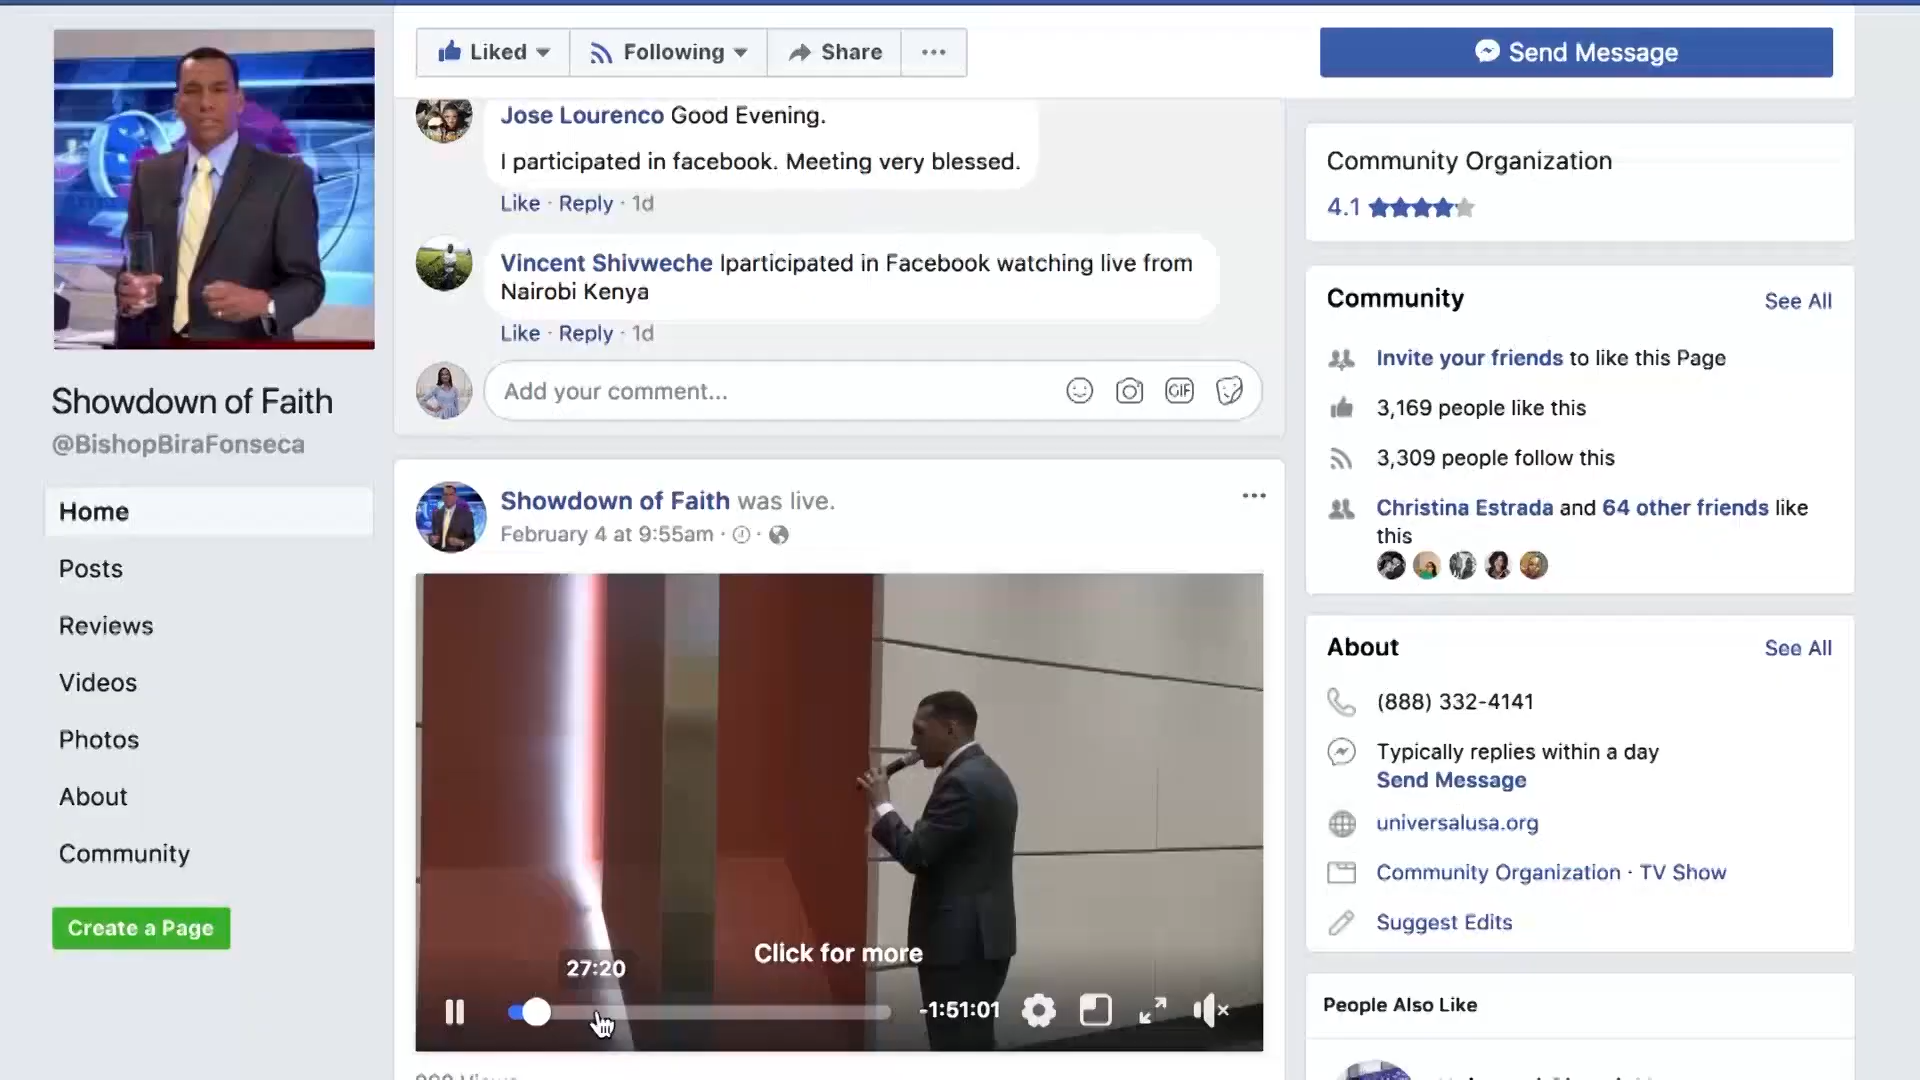 Liked
Following
Share
Send Message
Jose Lourenco Good Evening.
I participated in facebook. Meeting very blessed.
Like · Reply · 1d
Vincent Shivweche Iparticipated in Facebook watching live from
Nairobi Kenya
Like · Reply · 1d
Add your comment...
GIF
Showdown of Faith
@BishopBiraFonseca
Home
Posts
Reviews
Videos
Photos
About
Community
Create a Page
Showdown of Faith was live.
February 4 at 9:55am
Click for more
27:20
-1:51:01
Community Organization
4.1
Community
See All
Invite your friends to like this Page
3,169 people like this
3,309 people follow this
Christina Estrada and 64 other friends like
this
About
See All
(888) 332-4141
Typically replies within a day
Send Message
universalusa.org
Community Organization · TV Show
Suggest Edits
People Also Like